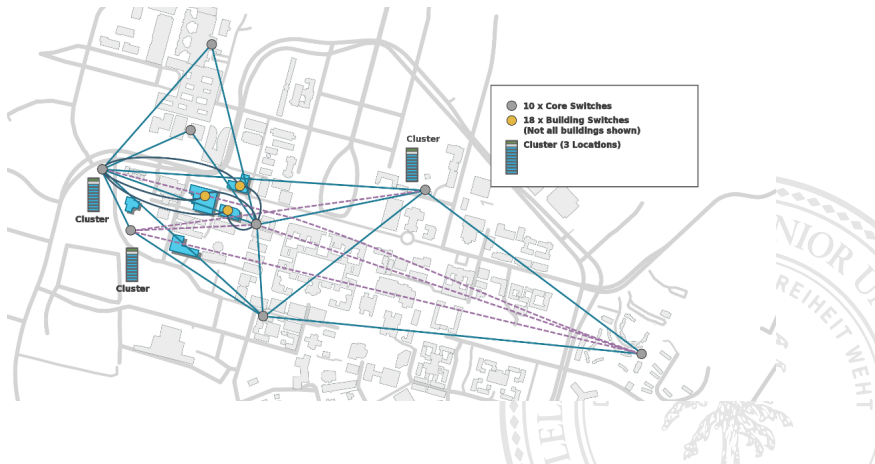 10 x Core Switches
18 x Building Switches
(Not all buildings shown)
Cluster (3 Locations)
Cluster
Cluster
Cluster
NIOR U
REIHEIT WEHT
LEL